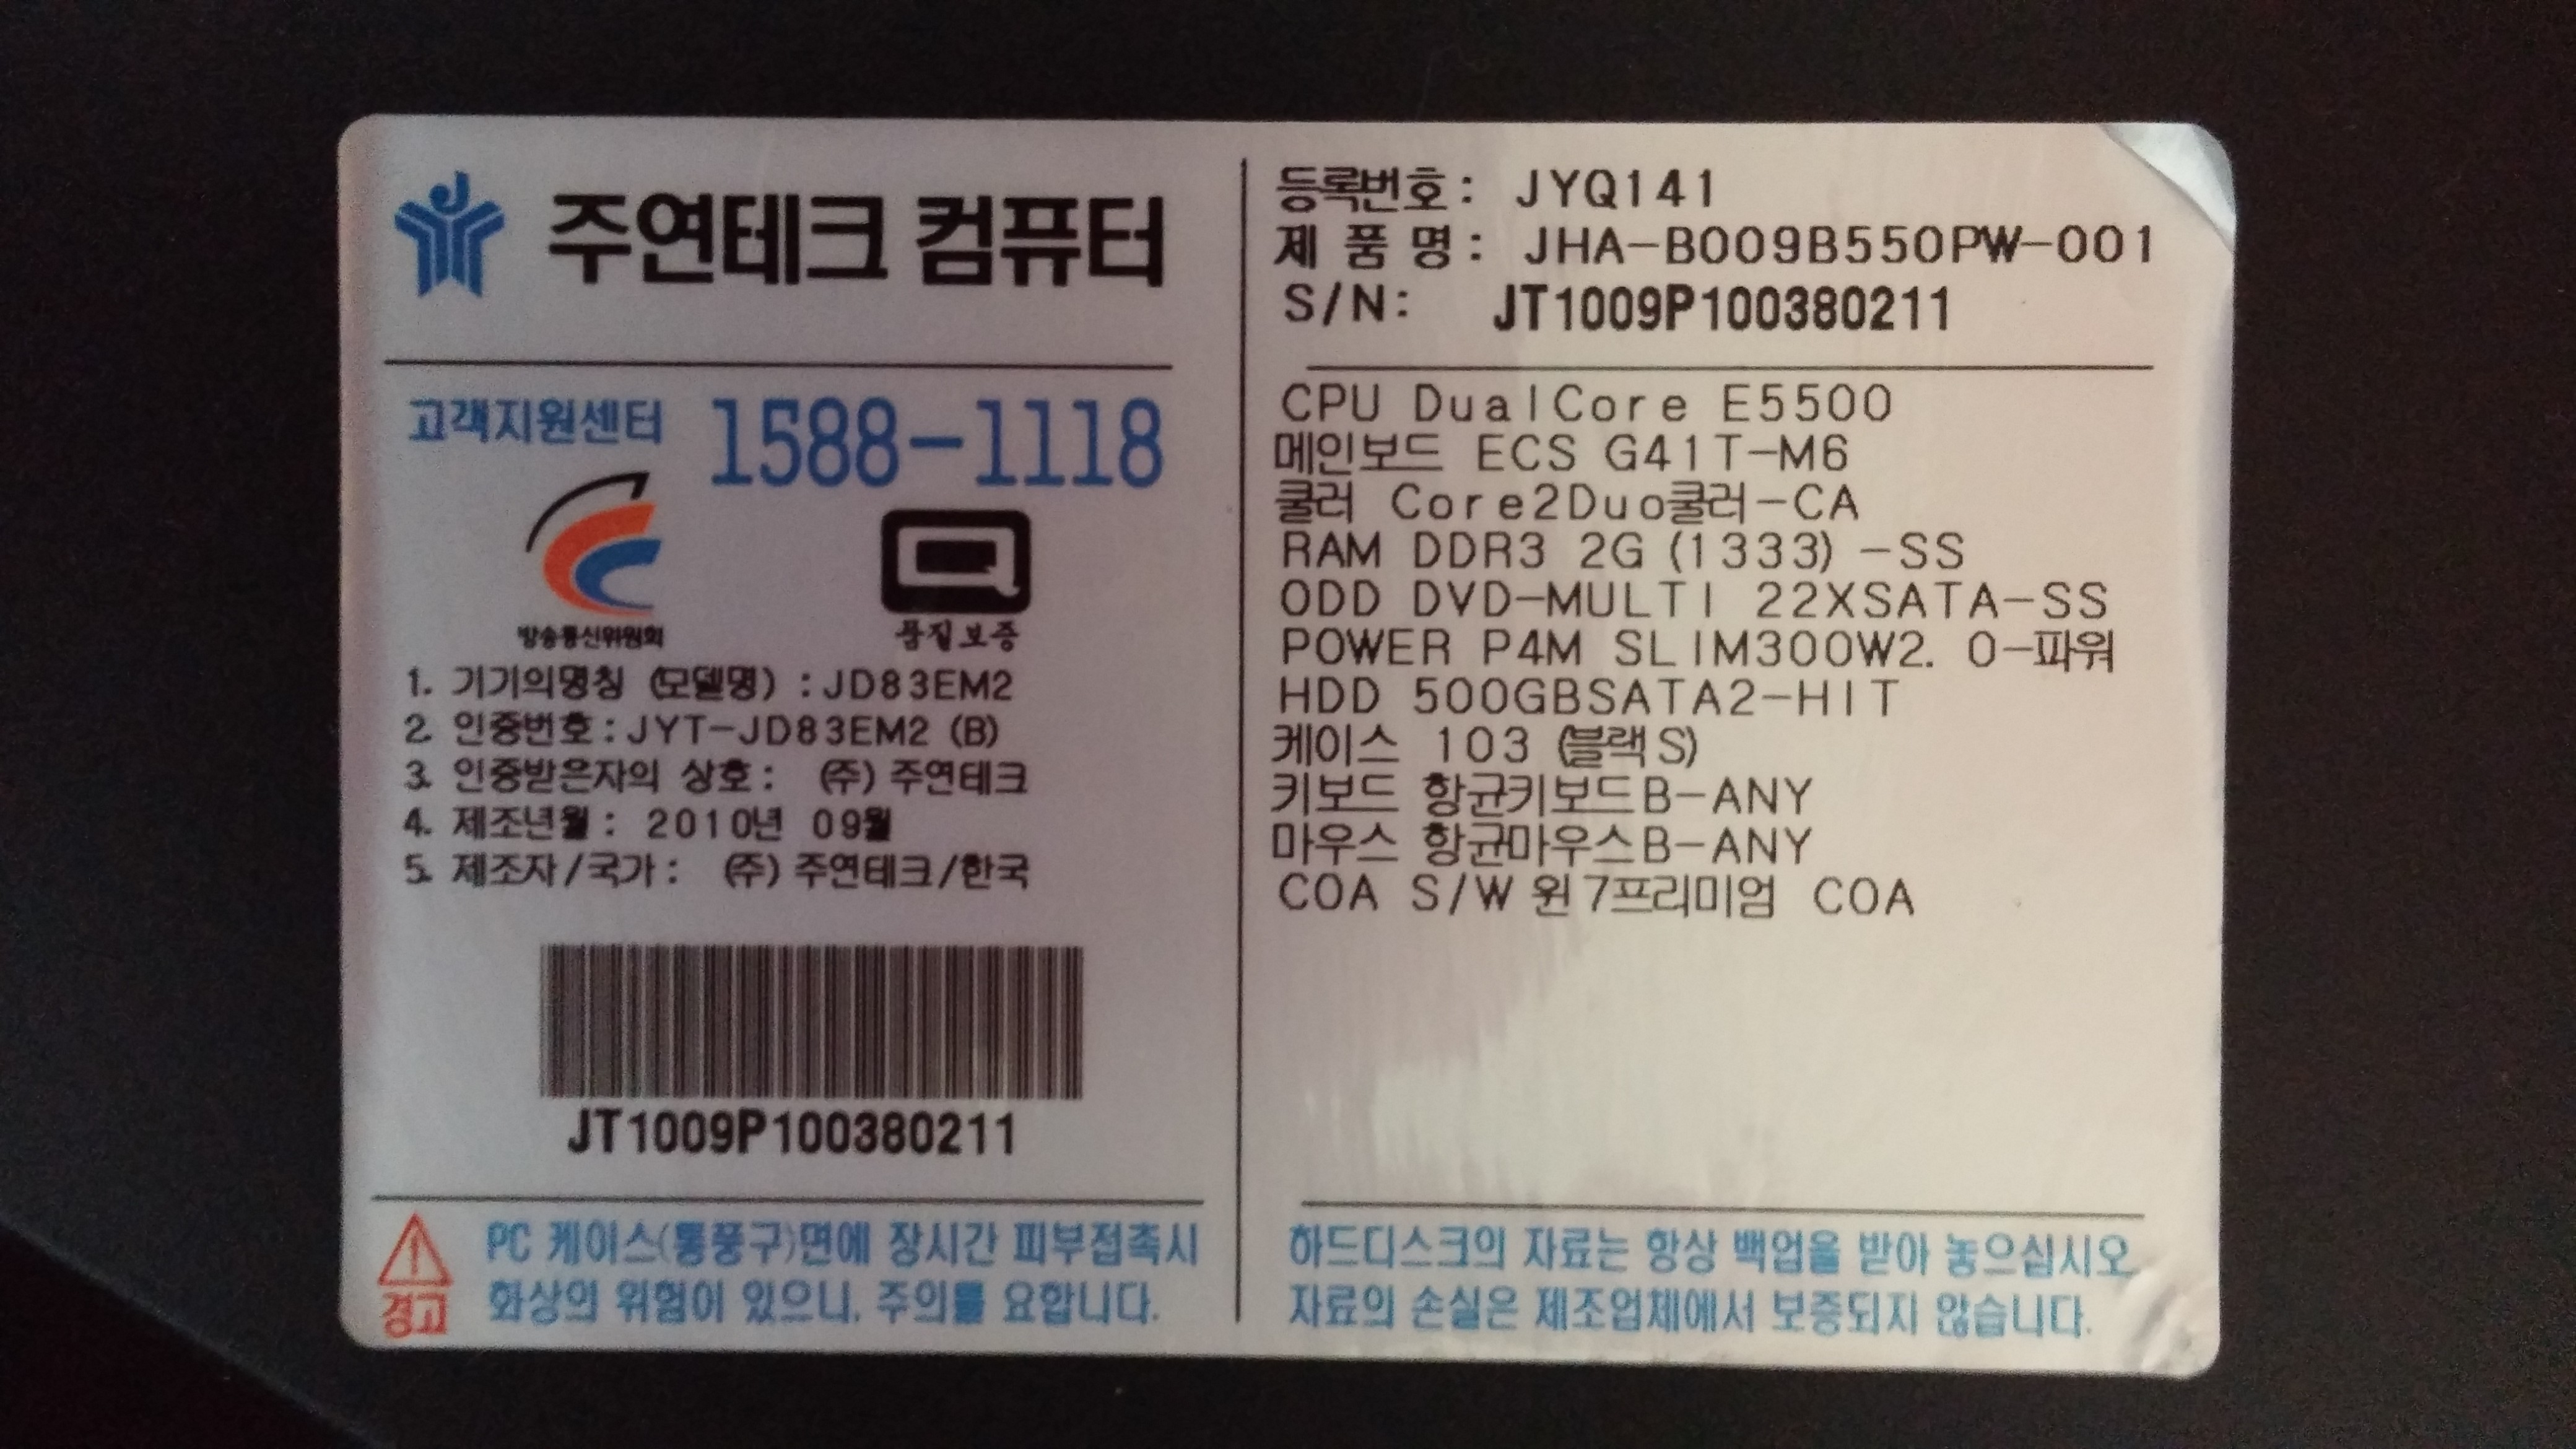 주연테크 컴퓨터
고객지원센터 1588-1118
방송통신위원회
품질보증
1. 기기의명칭 (모델명) : JD83EM2
2. 인증번호 : JYT-JD83EM2 (B)
3. 인증받은자의 상호 : (주) 주연테크
4. 제조년월 : 2010년 09월
5. 제조자/국가 : (주) 주연테크/한국
JT1009P100380211
경고
PC 케이스(통풍구)면에 장시간 피부접촉시
화상의 위험이 있으니, 주의를 요합니다.
등록번호 : JYQ141
제 품 명 : JHA-B009B550PW-001
S/N: JT1009P100380211
CPU DualCore E5500
메인보드 ECS G41T-M6
쿨러 Core2Duo쿨러-CA
RAM DDR3 2G (1333) -SS
ODD DVD-MULTI 22XSATA-SS
POWER P4M SLIM300W2. 0-파워
HDD 500GBSATA2-HIT
케이스 103 (블랙S)
키보드 항균키보드B-ANY
마우스 항균마우스B-ANY
COA S/W 윈7프리미엄 COA
하드디스크의 자료는 항상 백업을 받아 놓으십시오.
자료의 손실은 제조업체에서 보증되지 않습니다.